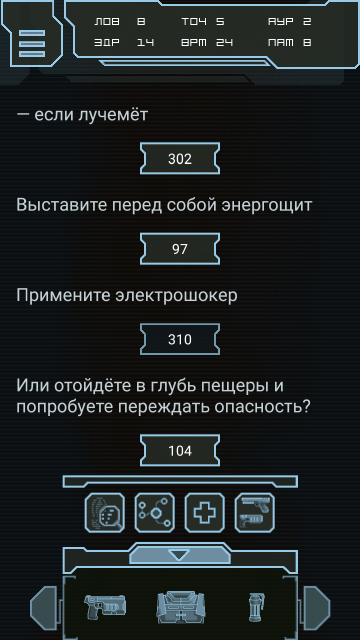 ЛОВ 8 ТОЧ 5 АУР 2
ЗДР 14 ВРМ 24 ПАМ 8
— если лучемёт
302
Выставите перед собой энергощит
97
Примените электрошокер
310
Или отойдёте в глубь пещеры и
попробуете переждать опасность?
104